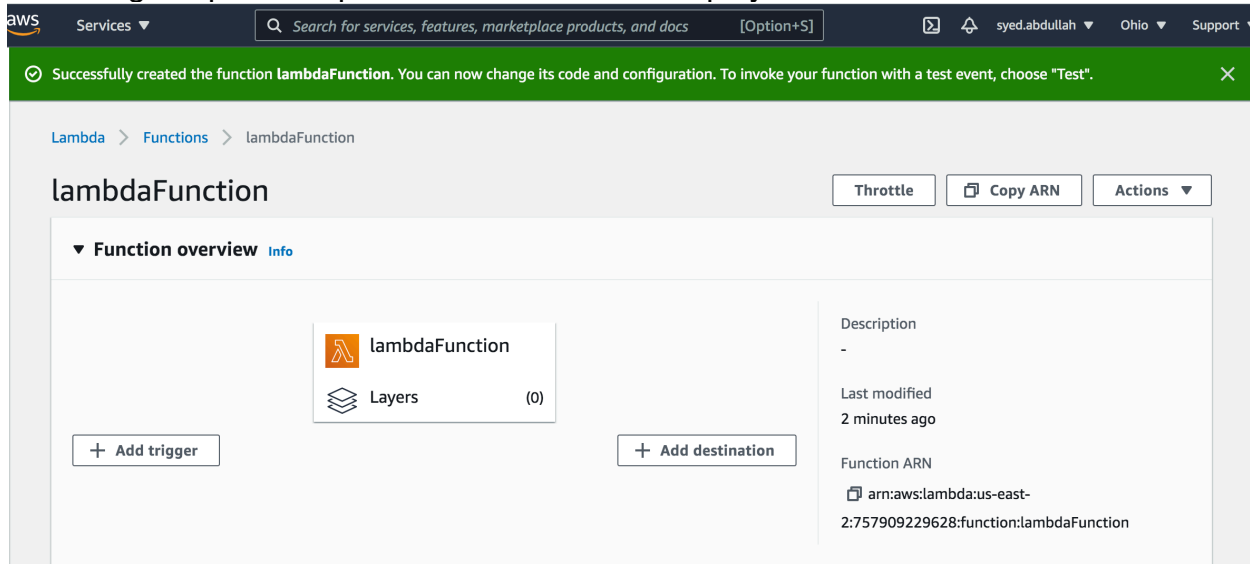 aws
Services ▼
Search for services, features, marketplace products, and docs
[Option+S]
syed.abdullah ▼
Ohio ▼
Support
Successfully created the function lambdaFunction. You can now change its code and configuration. To invoke your function with a test event, choose "Test".
Lambda > Functions > lambdaFunction
lambdaFunction
Throttle
Copy ARN
Actions ▼
▼ Function overview Info
lambdaFunction
Layers (0)
+ Add trigger
+ Add destination
Description
-
Last modified
2 minutes ago
Function ARN
arn:aws:lambda:us-east-
2:757909229628:function:lambdaFunction